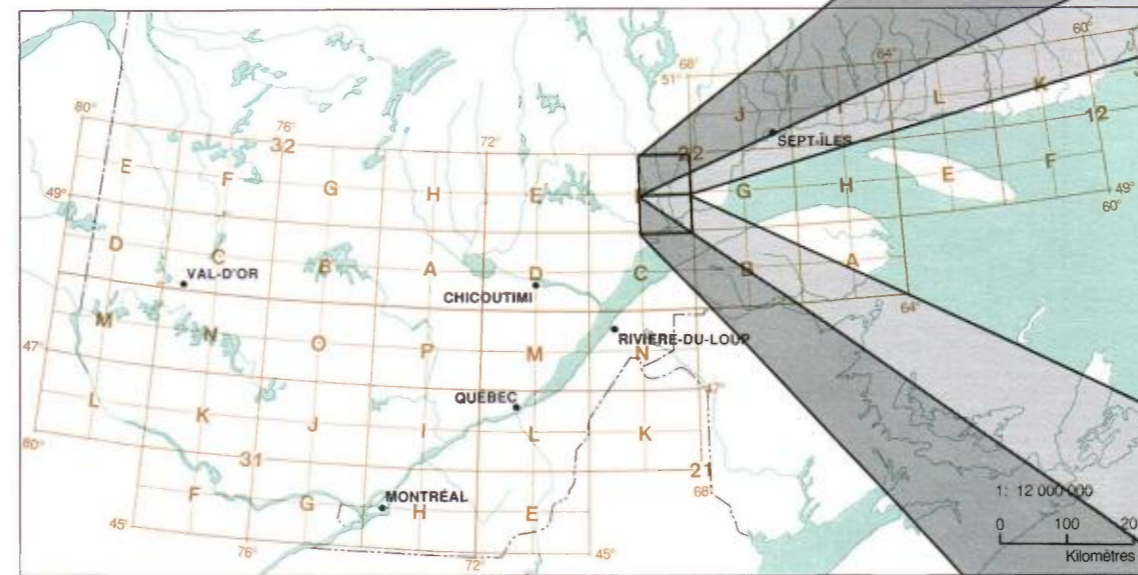 60°
64°
68°
51°
L
K
J
I
12
80°
76°
32
72°
22
SEPT-ÎLES
E
F
G
H
E
F
G
H
E
F
49°
49°
60°
D
C
B
A
D
C
B
A
VAL-D'OR
CHICOUTIMI
64°
M
N
O
P
M
N
RIVIÈRE-DU-LOUP
47°
47°
QUÉBEC
L
K
J
I
L
K
80°
31
21
68°
MONTRÉAL
F
G
H
E
45°
76°
72°
45°
1: 12 000 000
0 100 20
Kilomètres